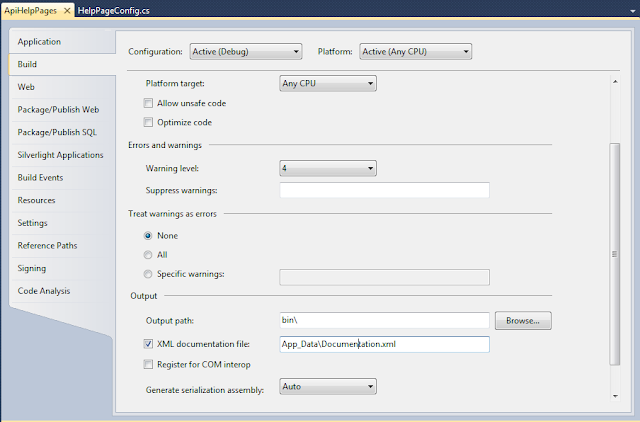 ApiHelpPages HelpPageConfig.cs
Application
Build
Web
Package/Publish Web
Package/Publish SQL
Silverlight Applications
Build Events
Resources
Settings
Reference Paths
Signing
Code Analysis
Configuration: Active (Debug) Platform: Active (Any CPU)
Platform target: Any CPU
Allow unsafe code
Optimize code
Errors and warnings
Warning level: 4
Suppress warnings:
Treat warnings as errors
None
All
Specific warnings:
Output
Output path: bin\ Browse...
XML documentation file: App_Data\Documentation.xml
Register for COM interop
Generate serialization assembly: Auto